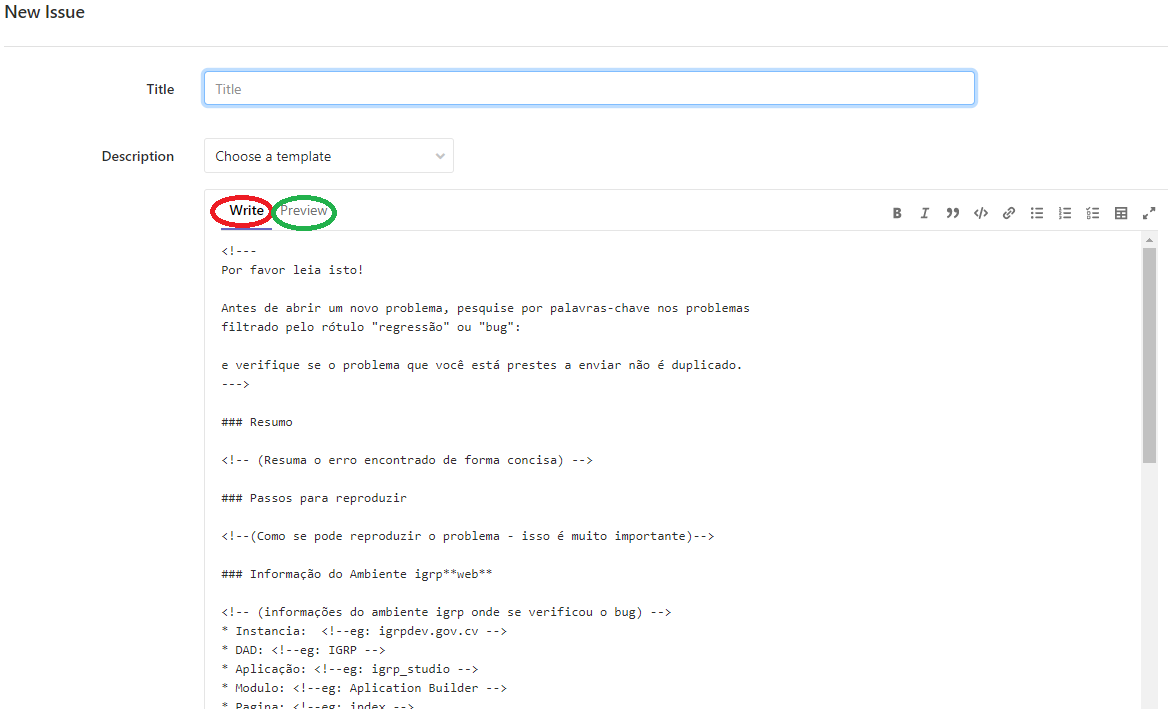 New Issue
Title
Title
Description
Choose a template
Write Preview
<!---
Por favor leia isto!
Antes de abrir um novo problema, pesquise por palavras-chave nos problemas
filtrado pelo rótulo "regressão" ou "bug":
e verifique se o problema que você está prestes a enviar não é duplicado.
--->
### Resumo
<!-- (Resuma o erro encontrado de forma concisa) -->
### Passos para reproduzir
<!--(Como se pode reproduzir o problema - isso é muito importante)-->
### Informação do Ambiente igrp**web**
<!-- (informações do ambiente igrp onde se verificou o bug) -->
* Instancia:  <!--eg: igrpdev.gov.cv -->
* DAD: <!--eg: IGRP -->
* Aplicação: <!--eg: igrp_studio -->
* Modulo: <!--eg: Aplication Builder -->
* Pagina: <!--eg: index -->